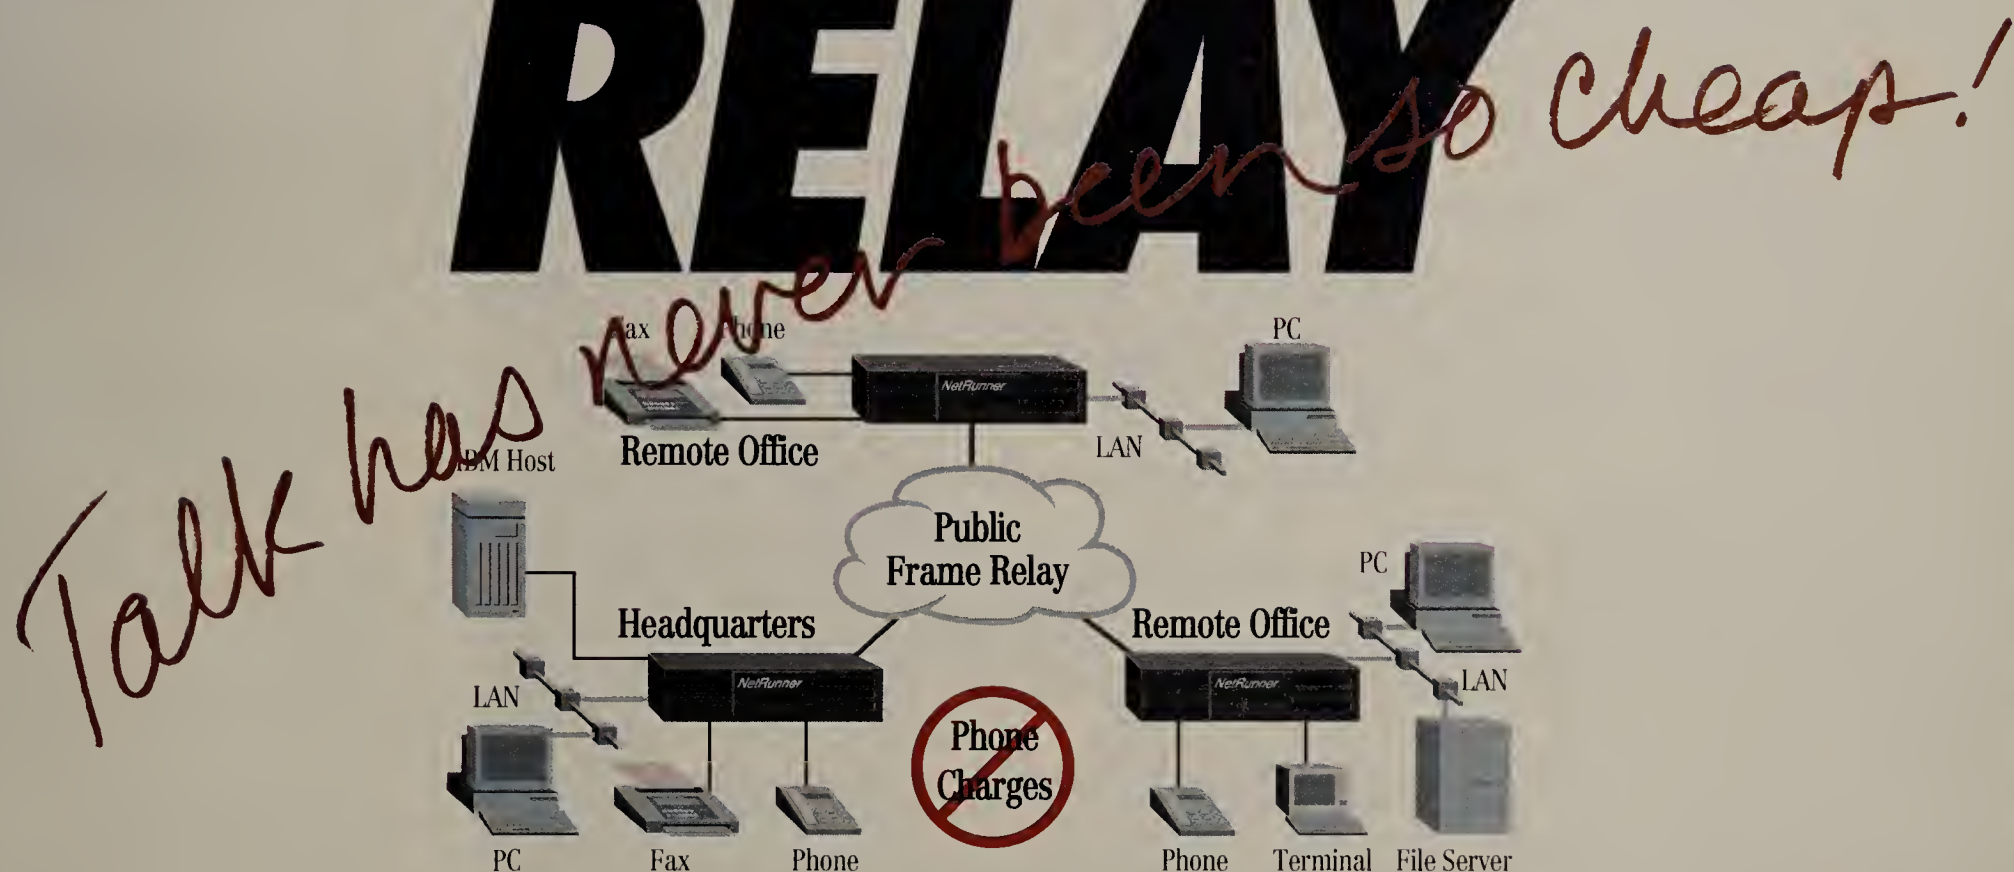 RELAY
Talk has never been so cheap!
Fax Phone
PC
NetRunner
LAN
Remote Office
IBM Host
Public
Frame Relay
PC
Headquarters
Remote Office
NetRunner
NetRunner
LAN
LAN
Phone
Charges
PC Fax Phone
Phone Terminal File Server